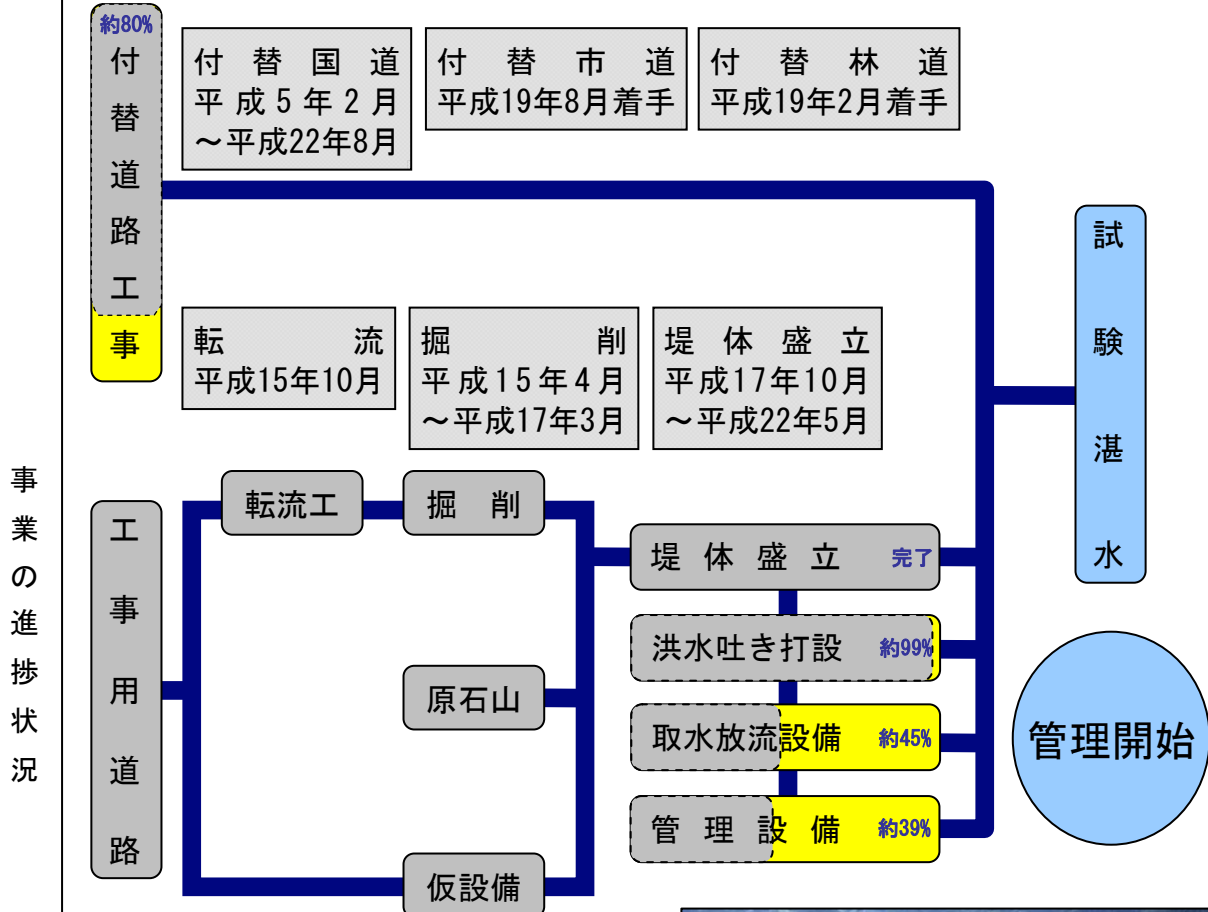 事業の進捗状況
約80%
付替道路工事
付替国道
平成5年2月
～平成22年8月
付替市道
平成19年8月着手
付替林道
平成19年2月着手
転流
平成15年10月
掘削
平成15年4月
～平成17年3月
堤体盛立
平成17年10月
～平成22年5月
工事用道路
転流工
掘削
原石山
仮設備
堤体盛立 完了
洪水吐き打設 約99%
取水放流設備 約45%
管理設備 約39%
試験湛水
管理開始